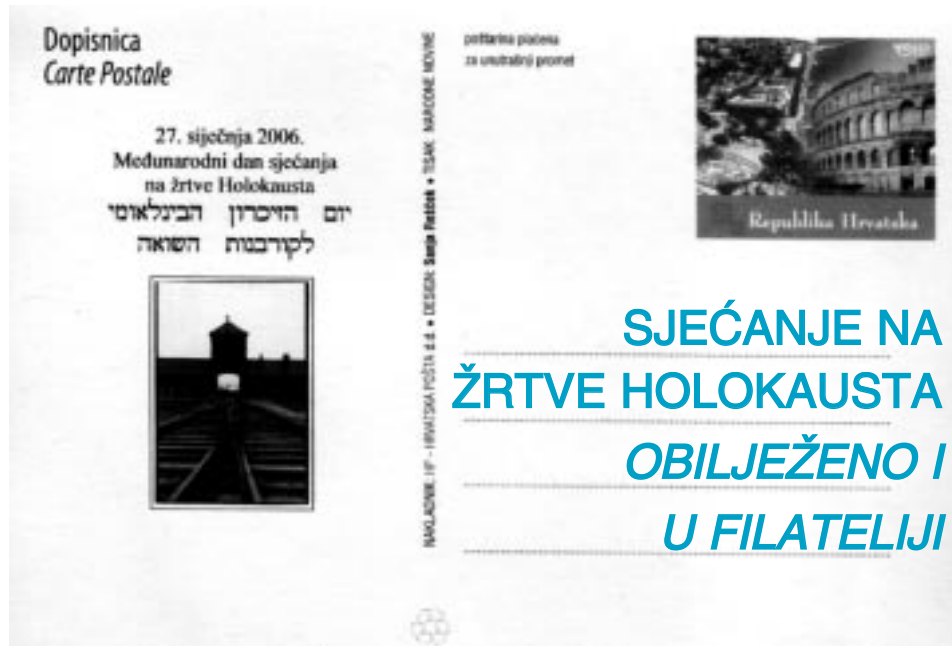 Dopisnica
Carte Postale
27. siječnja 2006.
Međunarodni dan sjećanja
na žrtve Holokausta
יום הזיכרון הבינלאומי
לקורבנות השואה
NAKLADNIK: HP - HRVATSKA POŠTA d.d. ♦ DESIGN: Sanja ♦ TISAK: NARODNE NOVINE
poštarina plaćena
za unutrašnji promet
Republika Hrvatska
SJEĆANJE NA
ŽRTVE HOLOKAUSTA
OBILJEŽENO I
U FILATELIJI